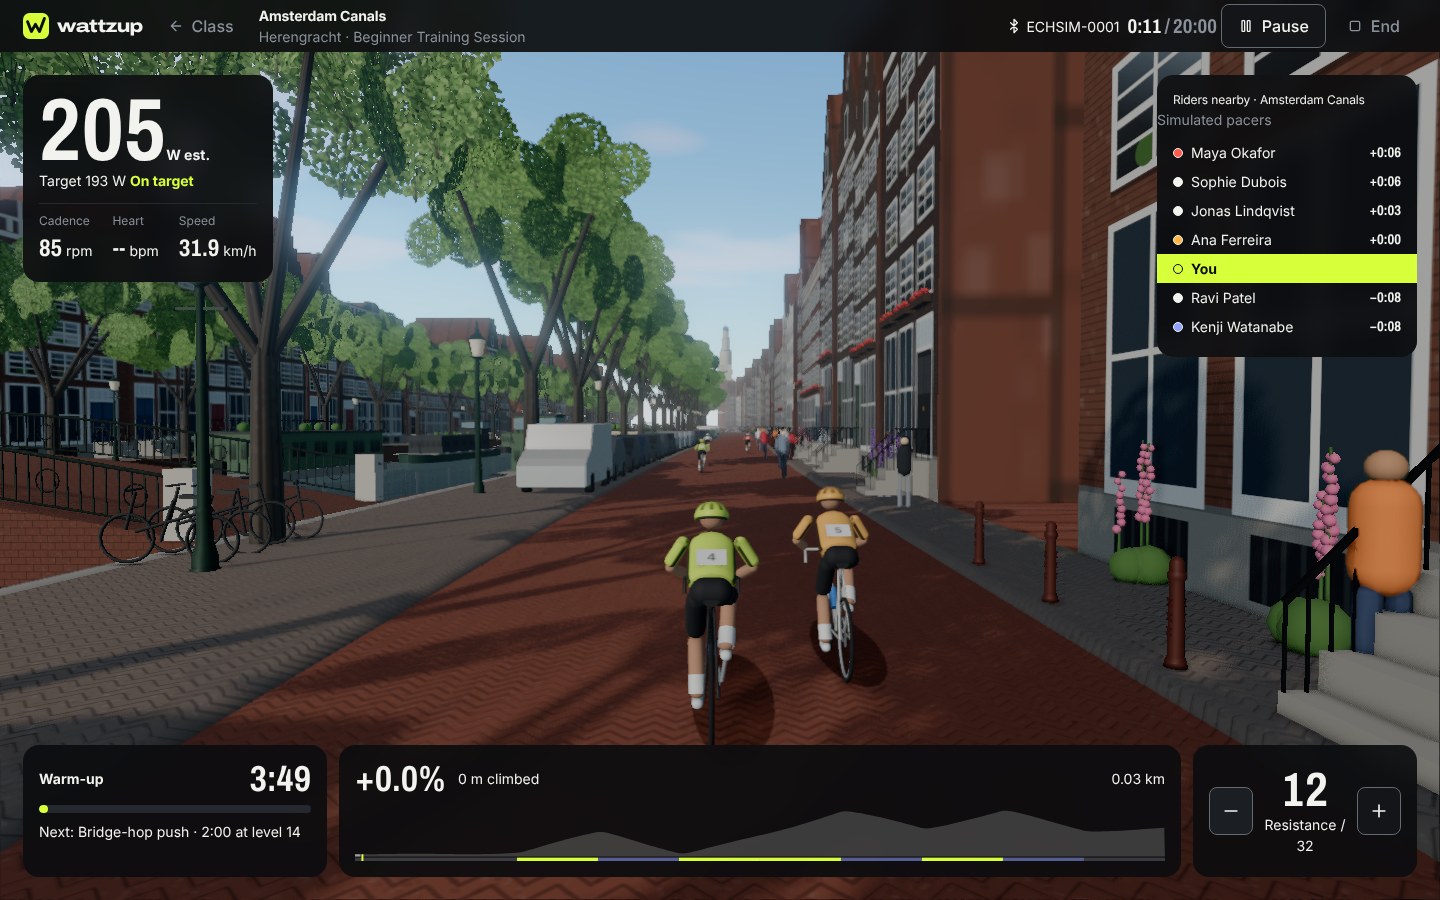 wattzup
← Class
Amsterdam Canals
Herengracht · Beginner Training Session
ECHSIM-0001 0:11 / 20:00
Pause
End
205 W est.
Target 193 W On target
Cadence Heart Speed
85 rpm -- bpm 31.9 km/h
Riders nearby · Amsterdam Canals
Simulated pacers
Maya Okafor +0:06
Sophie Dubois +0:06
Jonas Lindqvist +0:03
Ana Ferreira +0:00
You
Ravi Patel −0:08
Kenji Watanabe −0:08
4
5
Warm-up 3:49
Next: Bridge-hop push · 2:00 at level 14
+0.0% 0 m climbed 0.03 km
− 12 +
Resistance /
32